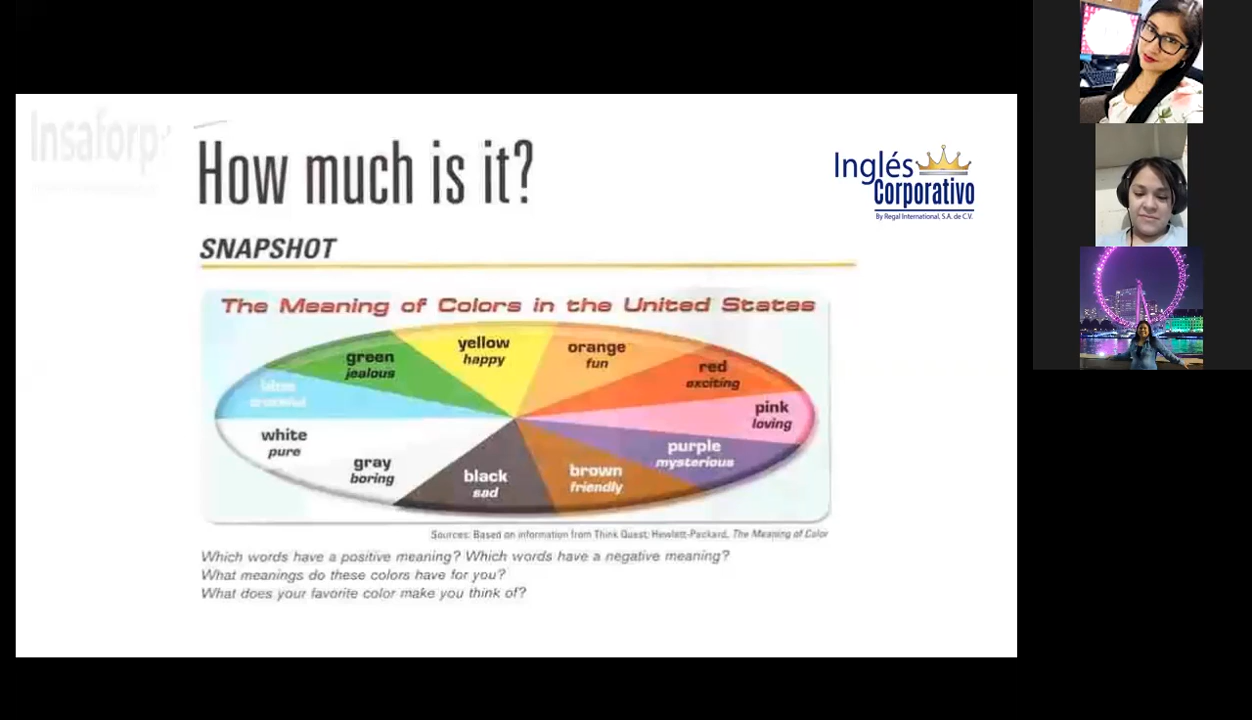 Insaforp
How much is it?
Inglés
Corporativo
By Regal International, S.A. de C.V.
SNAPSHOT
The Meaning of Colors in the United States
green
jealous
yellow
happy
orange
fun
red
exciting
pink
loving
purple
mysterious
brown
friendly
black
sad
gray
boring
white
pure
Sources: Based on information from Think Quest; Hewlett-Packard, The Meaning of Color
Which words have a positive meaning? Which words have a negative meaning?
What meanings do these colors have for you?
What does your favorite color make you think of?